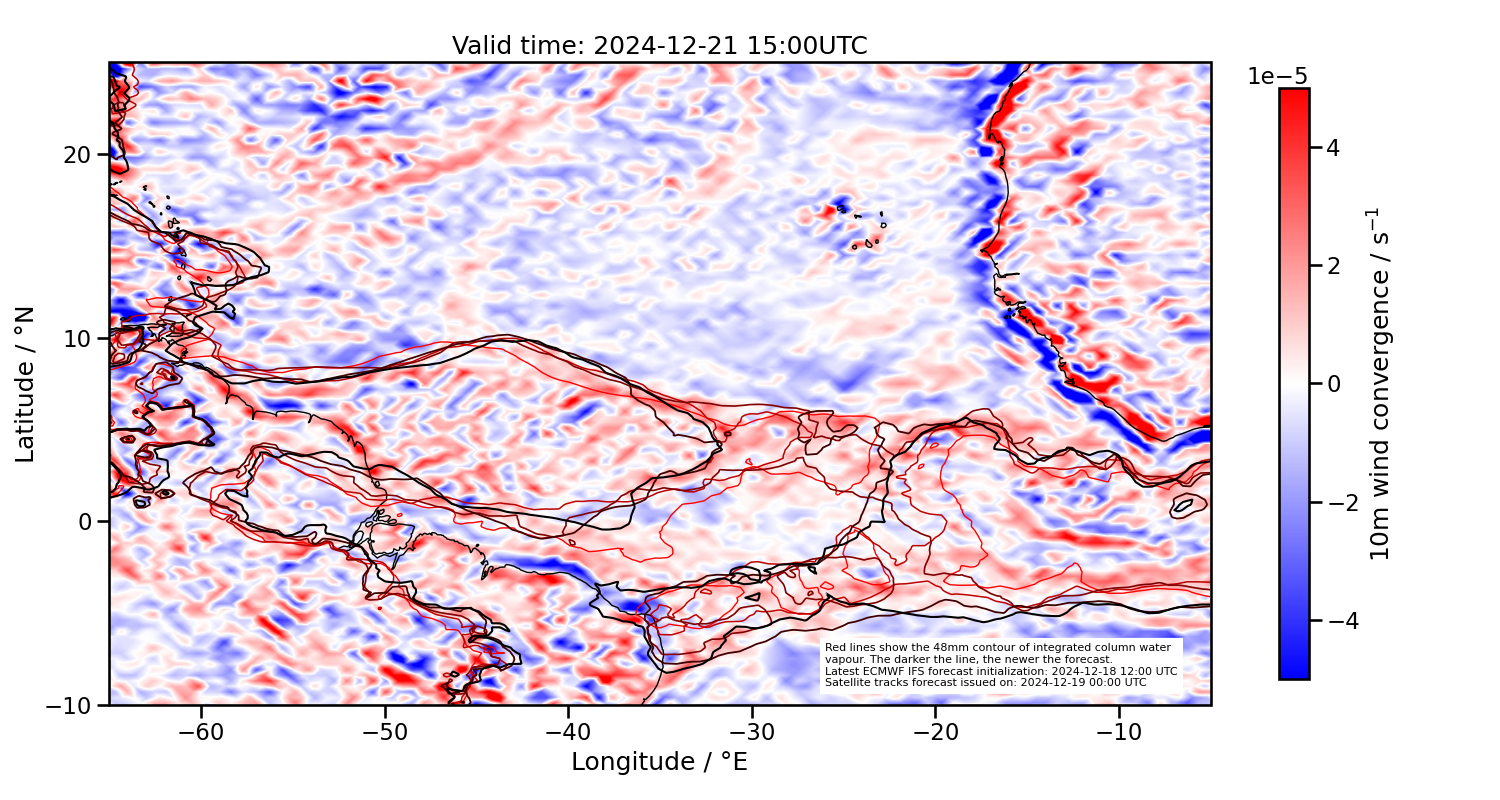 Valid time: 2024-12-21 15:00UTC
1e−5
20
10
0
−10
Latitude / °N
−60
−50
−40
−30
−20
−10
Longitude / °E
4
2
0
−2
−4
10m wind convergence / s⁻¹
Red lines show the 48mm contour of integrated column water
vapour. The darker the line, the newer the forecast.
Latest ECMWF IFS forecast initialization: 2024-12-18 12:00 UTC
Satellite tracks forecast issued on: 2024-12-19 00:00 UTC